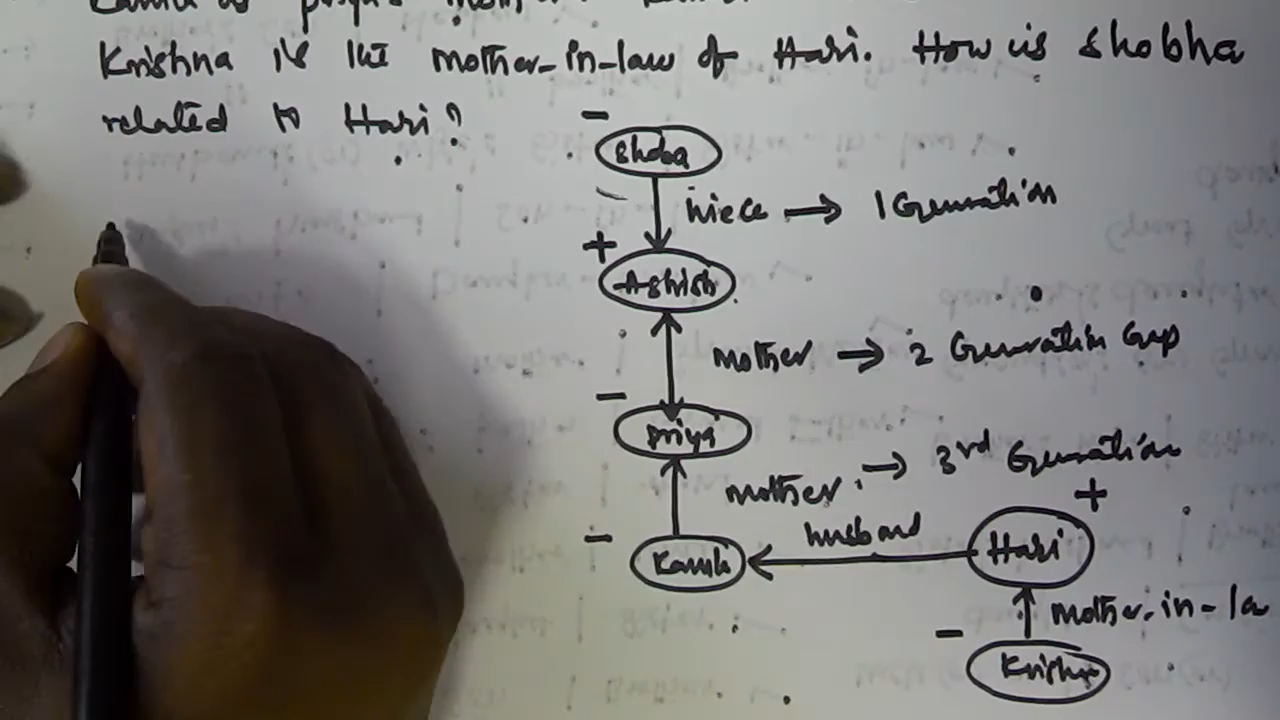 Krishna is the mother-in-law of Hari. How is Shobha
related to Hari?
-
Shoba
niece → 1 Generation
+
Ashish
mother → 2 Generation Gap
-
priya
mother → 3rd Generation
husband
+
-
Kamla
Hari
mother-in-la
-
Krishna